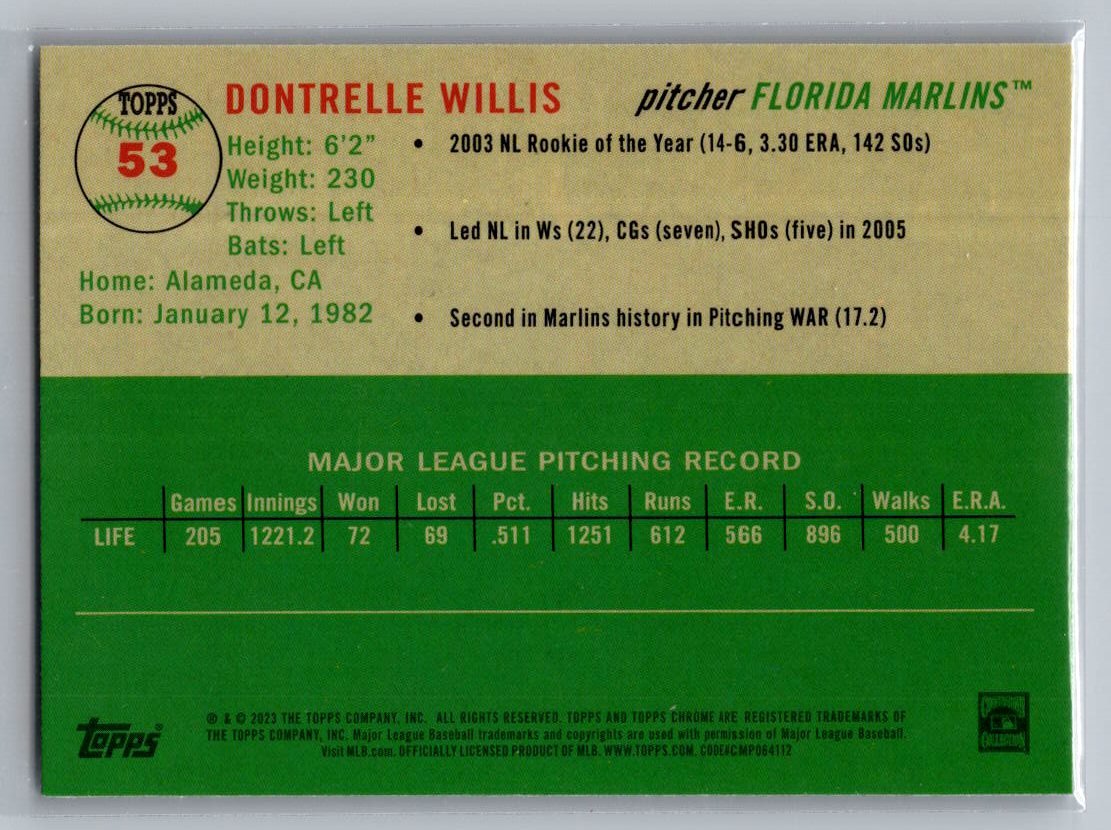 TOPPS
53
DONTRELLE WILLIS
pitcher FLORIDA MARLINS™
Height: 6'2"
Weight: 230
Throws: Left
Bats: Left
Home: Alameda, CA
Born: January 12, 1982
• 2003 NL Rookie of the Year (14-6, 3.30 ERA, 142 SOs)
• Led NL in Ws (22), CGs (seven), SHOs (five) in 2005
• Second in Marlins history in Pitching WAR (17.2)
MAJOR LEAGUE PITCHING RECORD
Games Innings Won Lost Pct. Hits Runs E.R. S.O. Walks E.R.A.
LIFE 205 1221.2 72 69 .511 1251 612 566 896 500 4.17
Topps®
® & © 2023 THE TOPPS COMPANY, INC. ALL RIGHTS RESERVED. TOPPS AND TOPPS CHROME ARE REGISTERED TRADEMARKS OF
THE TOPPS COMPANY, INC. Major League Baseball trademarks and copyrights are used with permission of Major League Baseball.
Visit MLB.com. OFFICIALLY LICENSED PRODUCT OF MLB. WWW.TOPPS.COM. CODE#CMP064112